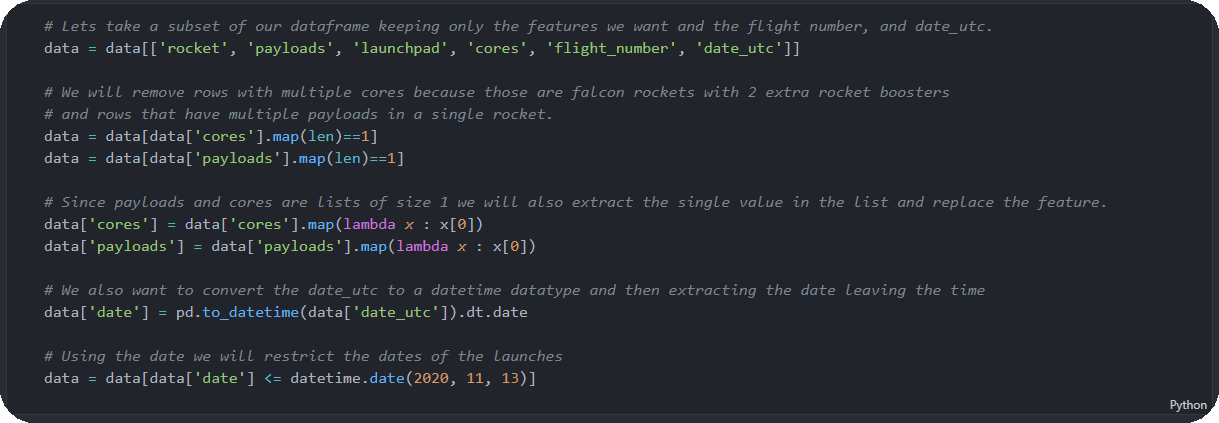 # Lets take a subset of our dataframe keeping only the features we want and the flight number, and date_utc.
data = data[['rocket', 'payloads', 'launchpad', 'cores', 'flight_number', 'date_utc']]
# We will remove rows with multiple cores because those are falcon rockets with 2 extra rocket boosters
# and rows that have multiple payloads in a single rocket.
data = data[data['cores'].map(len)==1]
data = data[data['payloads'].map(len)==1]
# Since payloads and cores are lists of size 1 we will also extract the single value in the list and replace the feature.
data['cores'] = data['cores'].map(lambda x : x[0])
data['payloads'] = data['payloads'].map(lambda x : x[0])
# We also want to convert the date_utc to a datetime datatype and then extracting the date leaving the time
data['date'] = pd.to_datetime(data['date_utc']).dt.date
# Using the date we will restrict the dates of the launches
data = data[data['date'] <= datetime.date(2020, 11, 13)]
Python